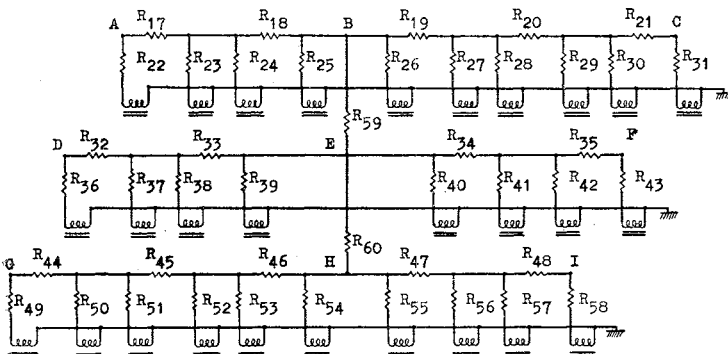 R17 R18 R19 R20 R21
A B C
R22 R23 R24 R25 R26 R27 R28 R29 R30 R31
R59
R32 R33 R34 R35
D E F
R36 R37 R38 R39 R40 R41 R42 R43
R60
R44 R45 R46 R47 R48
G H I
R49 R50 R51 R52 R53 R54 R55 R56 R57 R58